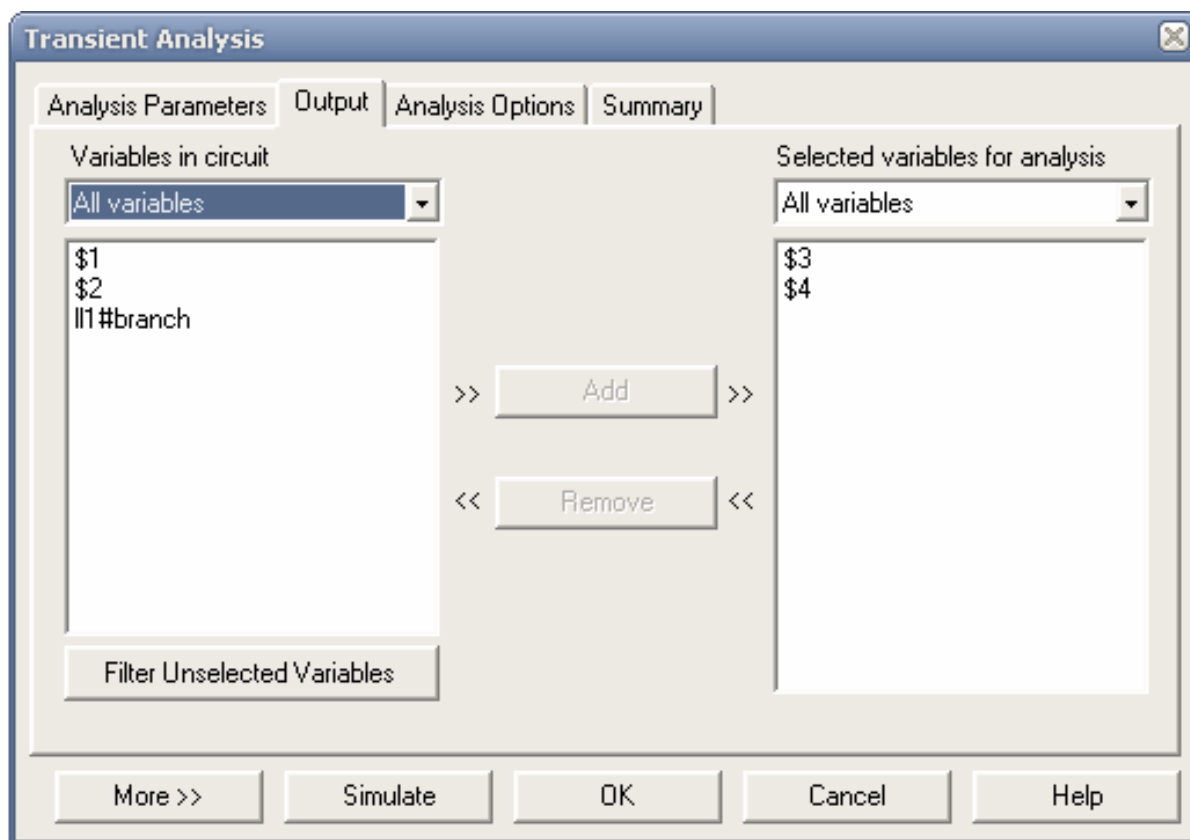 Transient Analysis
Analysis Parameters
Output
Analysis Options
Summary
Variables in circuit
All variables
$1
$2
ll1#branch
Filter Unselected Variables
>> Add >>
<< Remove <<
Selected variables for analysis
All variables
$3
$4
More >>
Simulate
OK
Cancel
Help